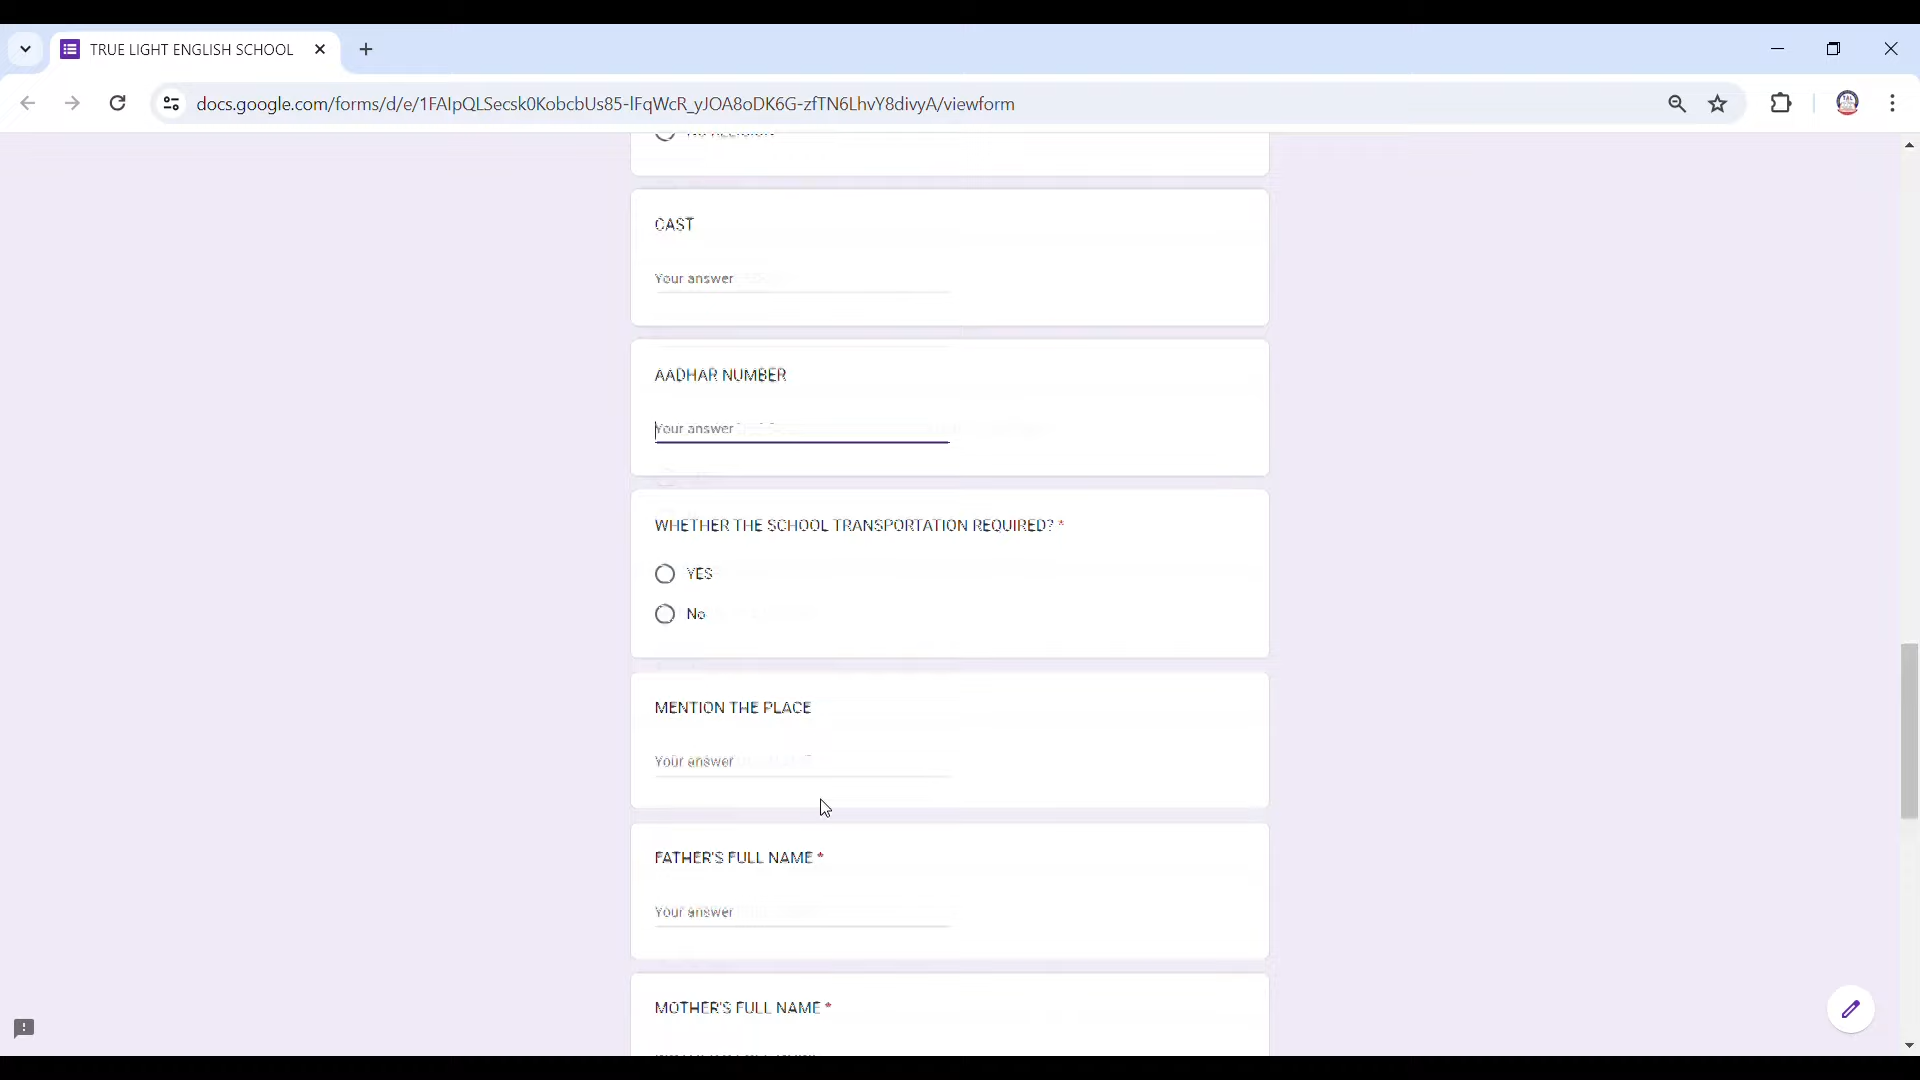 TRUE LIGHT ENGLISH SCHOOL
docs.google.com/forms/d/e/1FAIpQLSecsk0KobcbUs85-lFqWcR_yJOA8oDK6G-zfTN6LhvY8divyA/viewform
NO RELIGION
CAST
Your answer
AADHAR NUMBER
Your answer
WHETHER THE SCHOOL TRANSPORTATION REQUIRED? *
YES
No
MENTION THE PLACE
Your answer
FATHER'S FULL NAME *
Your answer
MOTHER'S FULL NAME *